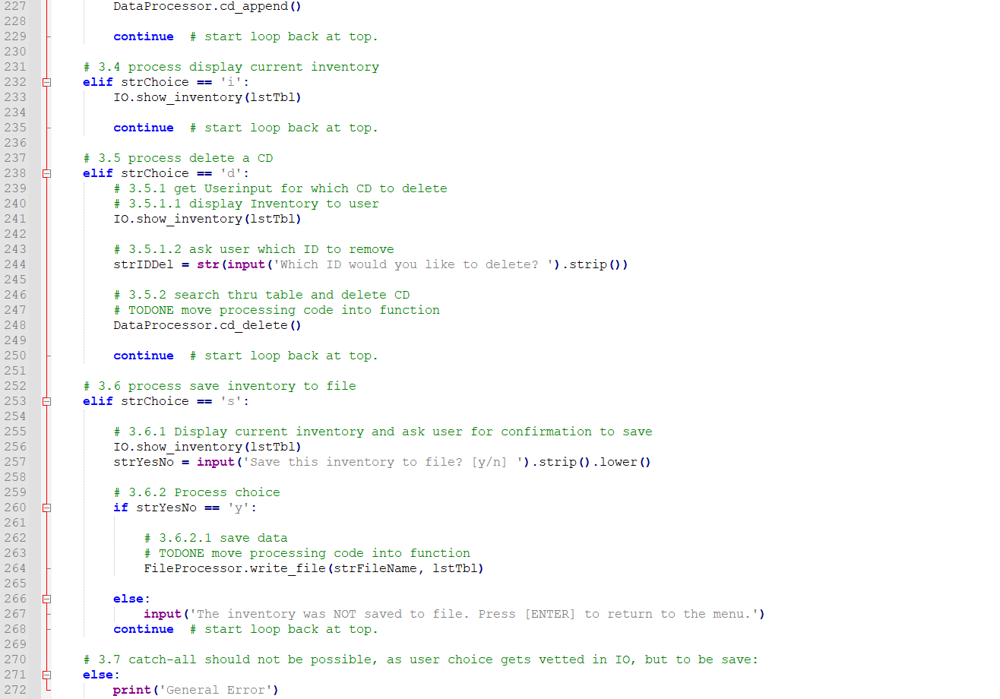 227 DataProcessor.cd_append()
228
229 continue  # start loop back at top.
230
231 # 3.4 process display current inventory
232 elif strChoice == 'i':
233 IO.show_inventory(lstTbl)
234
235 continue  # start loop back at top.
236
237 # 3.5 process delete a CD
238 elif strChoice == 'd':
239 # 3.5.1 get Userinput for which CD to delete
240 # 3.5.1.1 display Inventory to user
241 IO.show_inventory(lstTbl)
242
243 # 3.5.1.2 ask user which ID to remove
244 strIDDel = str(input('Which ID would you like to delete? ').strip())
245
246 # 3.5.2 search thru table and delete CD
247 # TODONE move processing code into function
248 DataProcessor.cd_delete()
249
250 continue  # start loop back at top.
251
252 # 3.6 process save inventory to file
253 elif strChoice == 's':
254
255 # 3.6.1 Display current inventory and ask user for confirmation to save
256 IO.show_inventory(lstTbl)
257 strYesNo = input('Save this inventory to file? [y/n] ').strip().lower()
258
259 # 3.6.2 Process choice
260 if strYesNo == 'y':
261
262 # 3.6.2.1 save data
263 # TODONE move processing code into function
264 FileProcessor.write_file(strFileName, lstTbl)
265
266 else:
267 input('The inventory was NOT saved to file. Press [ENTER] to return to the menu.')
268 continue  # start loop back at top.
269
270 # 3.7 catch-all should not be possible, as user choice gets vetted in IO, but to be save:
271 else:
272 print('General Error')